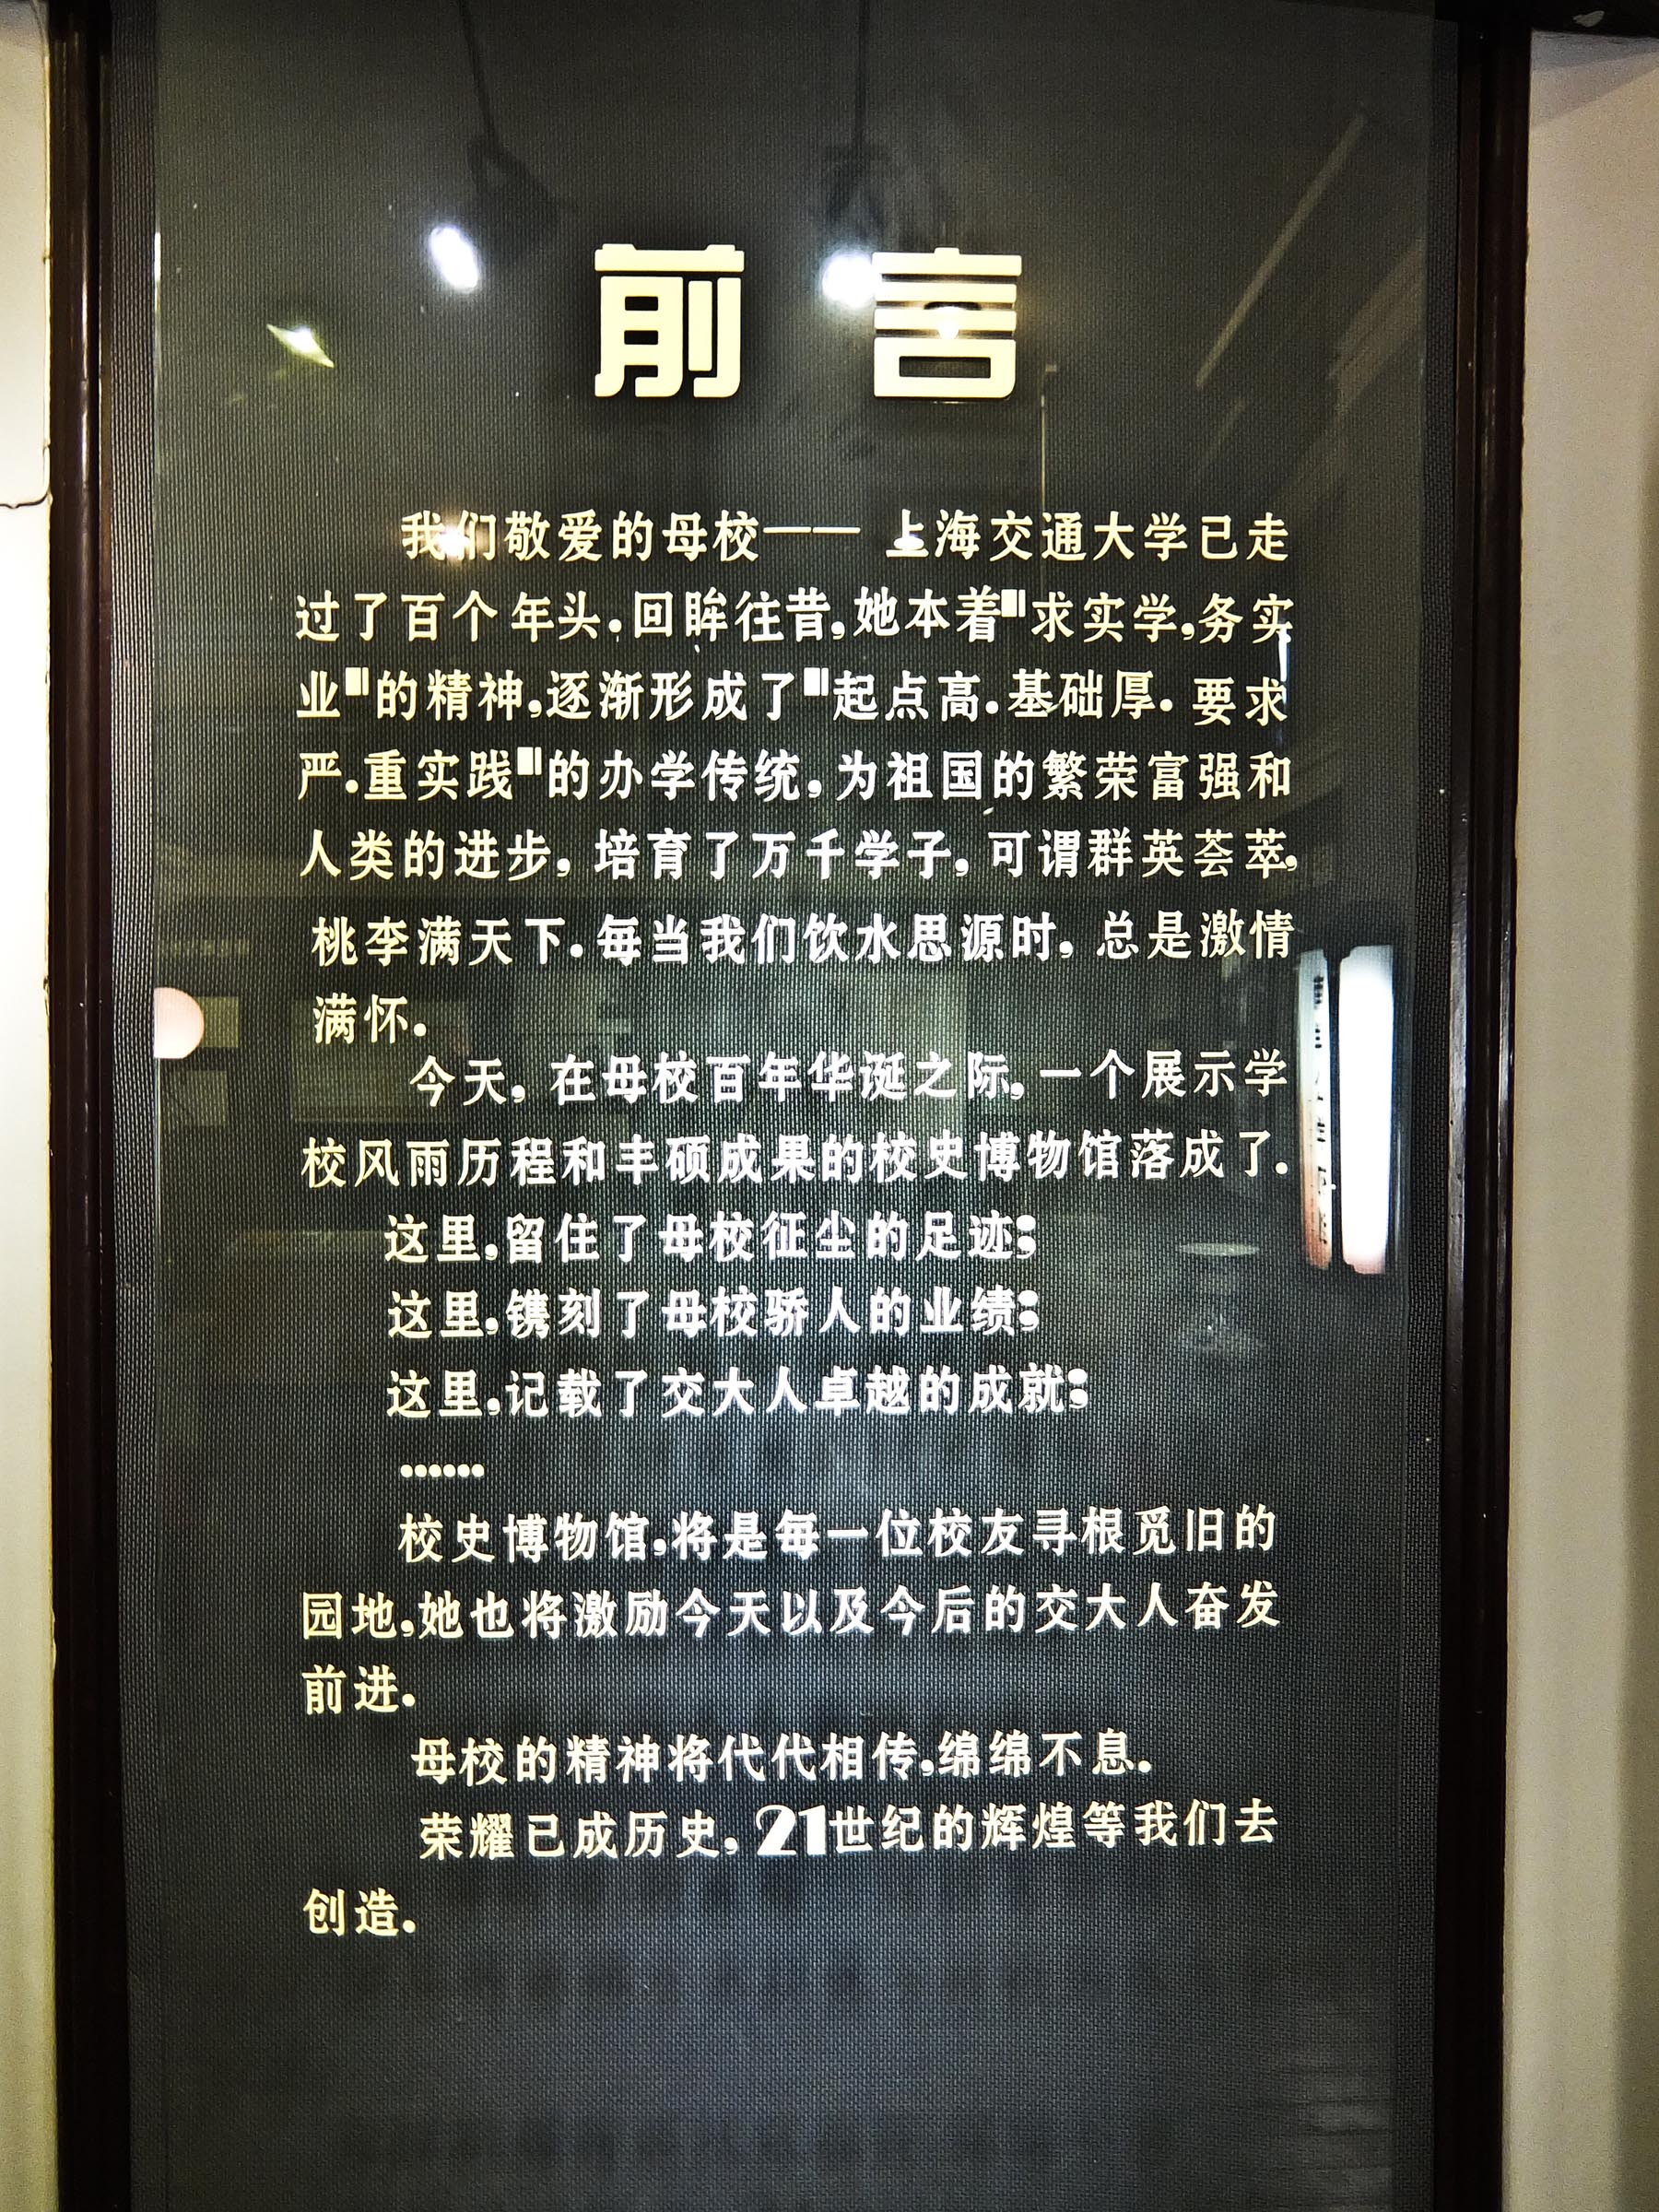 前言
我们敬爱的母校——上海交通大学已走
过了百个年头.回眸往昔,她本着"求实学,务实
业"的精神,逐渐形成了"起点高.基础厚.要求
严.重实践"的办学传统,为祖国的繁荣富强和
人类的进步,培育了万千学子,可谓群英荟萃,
桃李满天下.每当我们饮水思源时,总是激情
满怀.
今天,在母校百年华诞之际,一个展示学
校风雨历程和丰硕成果的校史博物馆落成了.
这里,留住了母校征尘的足迹;
这里,镌刻了母校骄人的业绩;
这里,记载了交大人卓越的成就;
......
校史博物馆,将是每一位校友寻根觅旧的
园地,她也将激励今天以及今后的交大人奋发
前进.
母校的精神将代代相传,绵绵不息.
荣耀已成历史,21世纪的辉煌等我们去
创造.